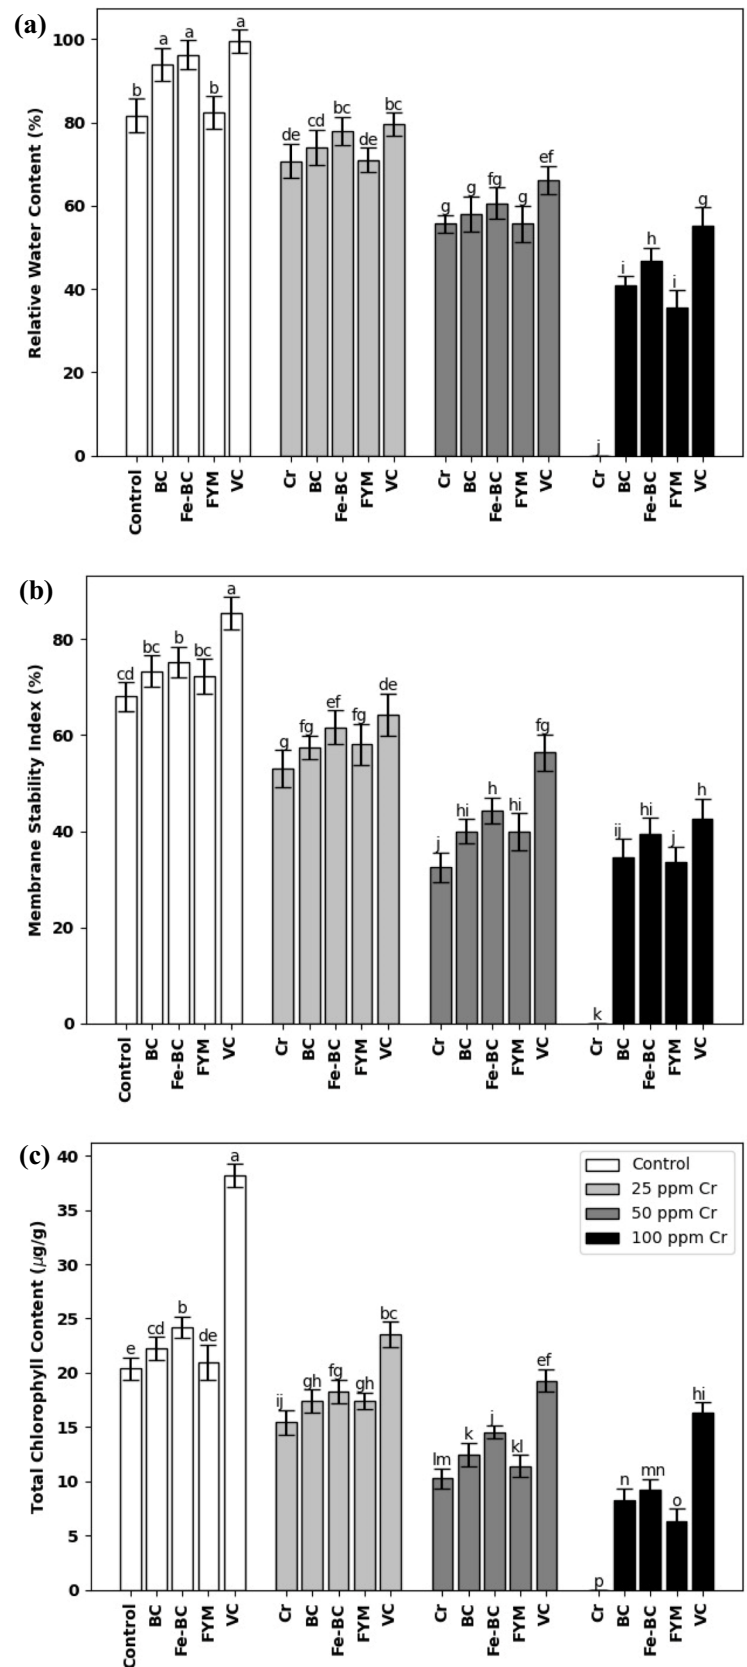 (a)
Relative Water Content (%)
100
80
60
40
20
0
b a a b a
de cd bc de bc
g g fg g ef
j i h i g
Control BC Fe-BC FYM VC Cr BC Fe-BC FYM VC Cr BC Fe-BC FYM VC Cr BC Fe-BC FYM VC
(b)
Membrane Stability Index (%)
80
60
40
20
0
cd bc b bc a
g fg ef fg de
j hi h hi fg
k ij hi j h
Control BC Fe-BC FYM VC Cr BC Fe-BC FYM VC Cr BC Fe-BC FYM VC Cr BC Fe-BC FYM VC
(c)
Total Chlorophyll Content (μg/g)
40
35
30
25
20
15
10
5
0
Control
25 ppm Cr
50 ppm Cr
100 ppm Cr
e cd b de a
ij gh fg gh bc
lm k j kl ef
p n mn o hi
Control BC Fe-BC FYM VC Cr BC Fe-BC FYM VC Cr BC Fe-BC FYM VC Cr BC Fe-BC FYM VC